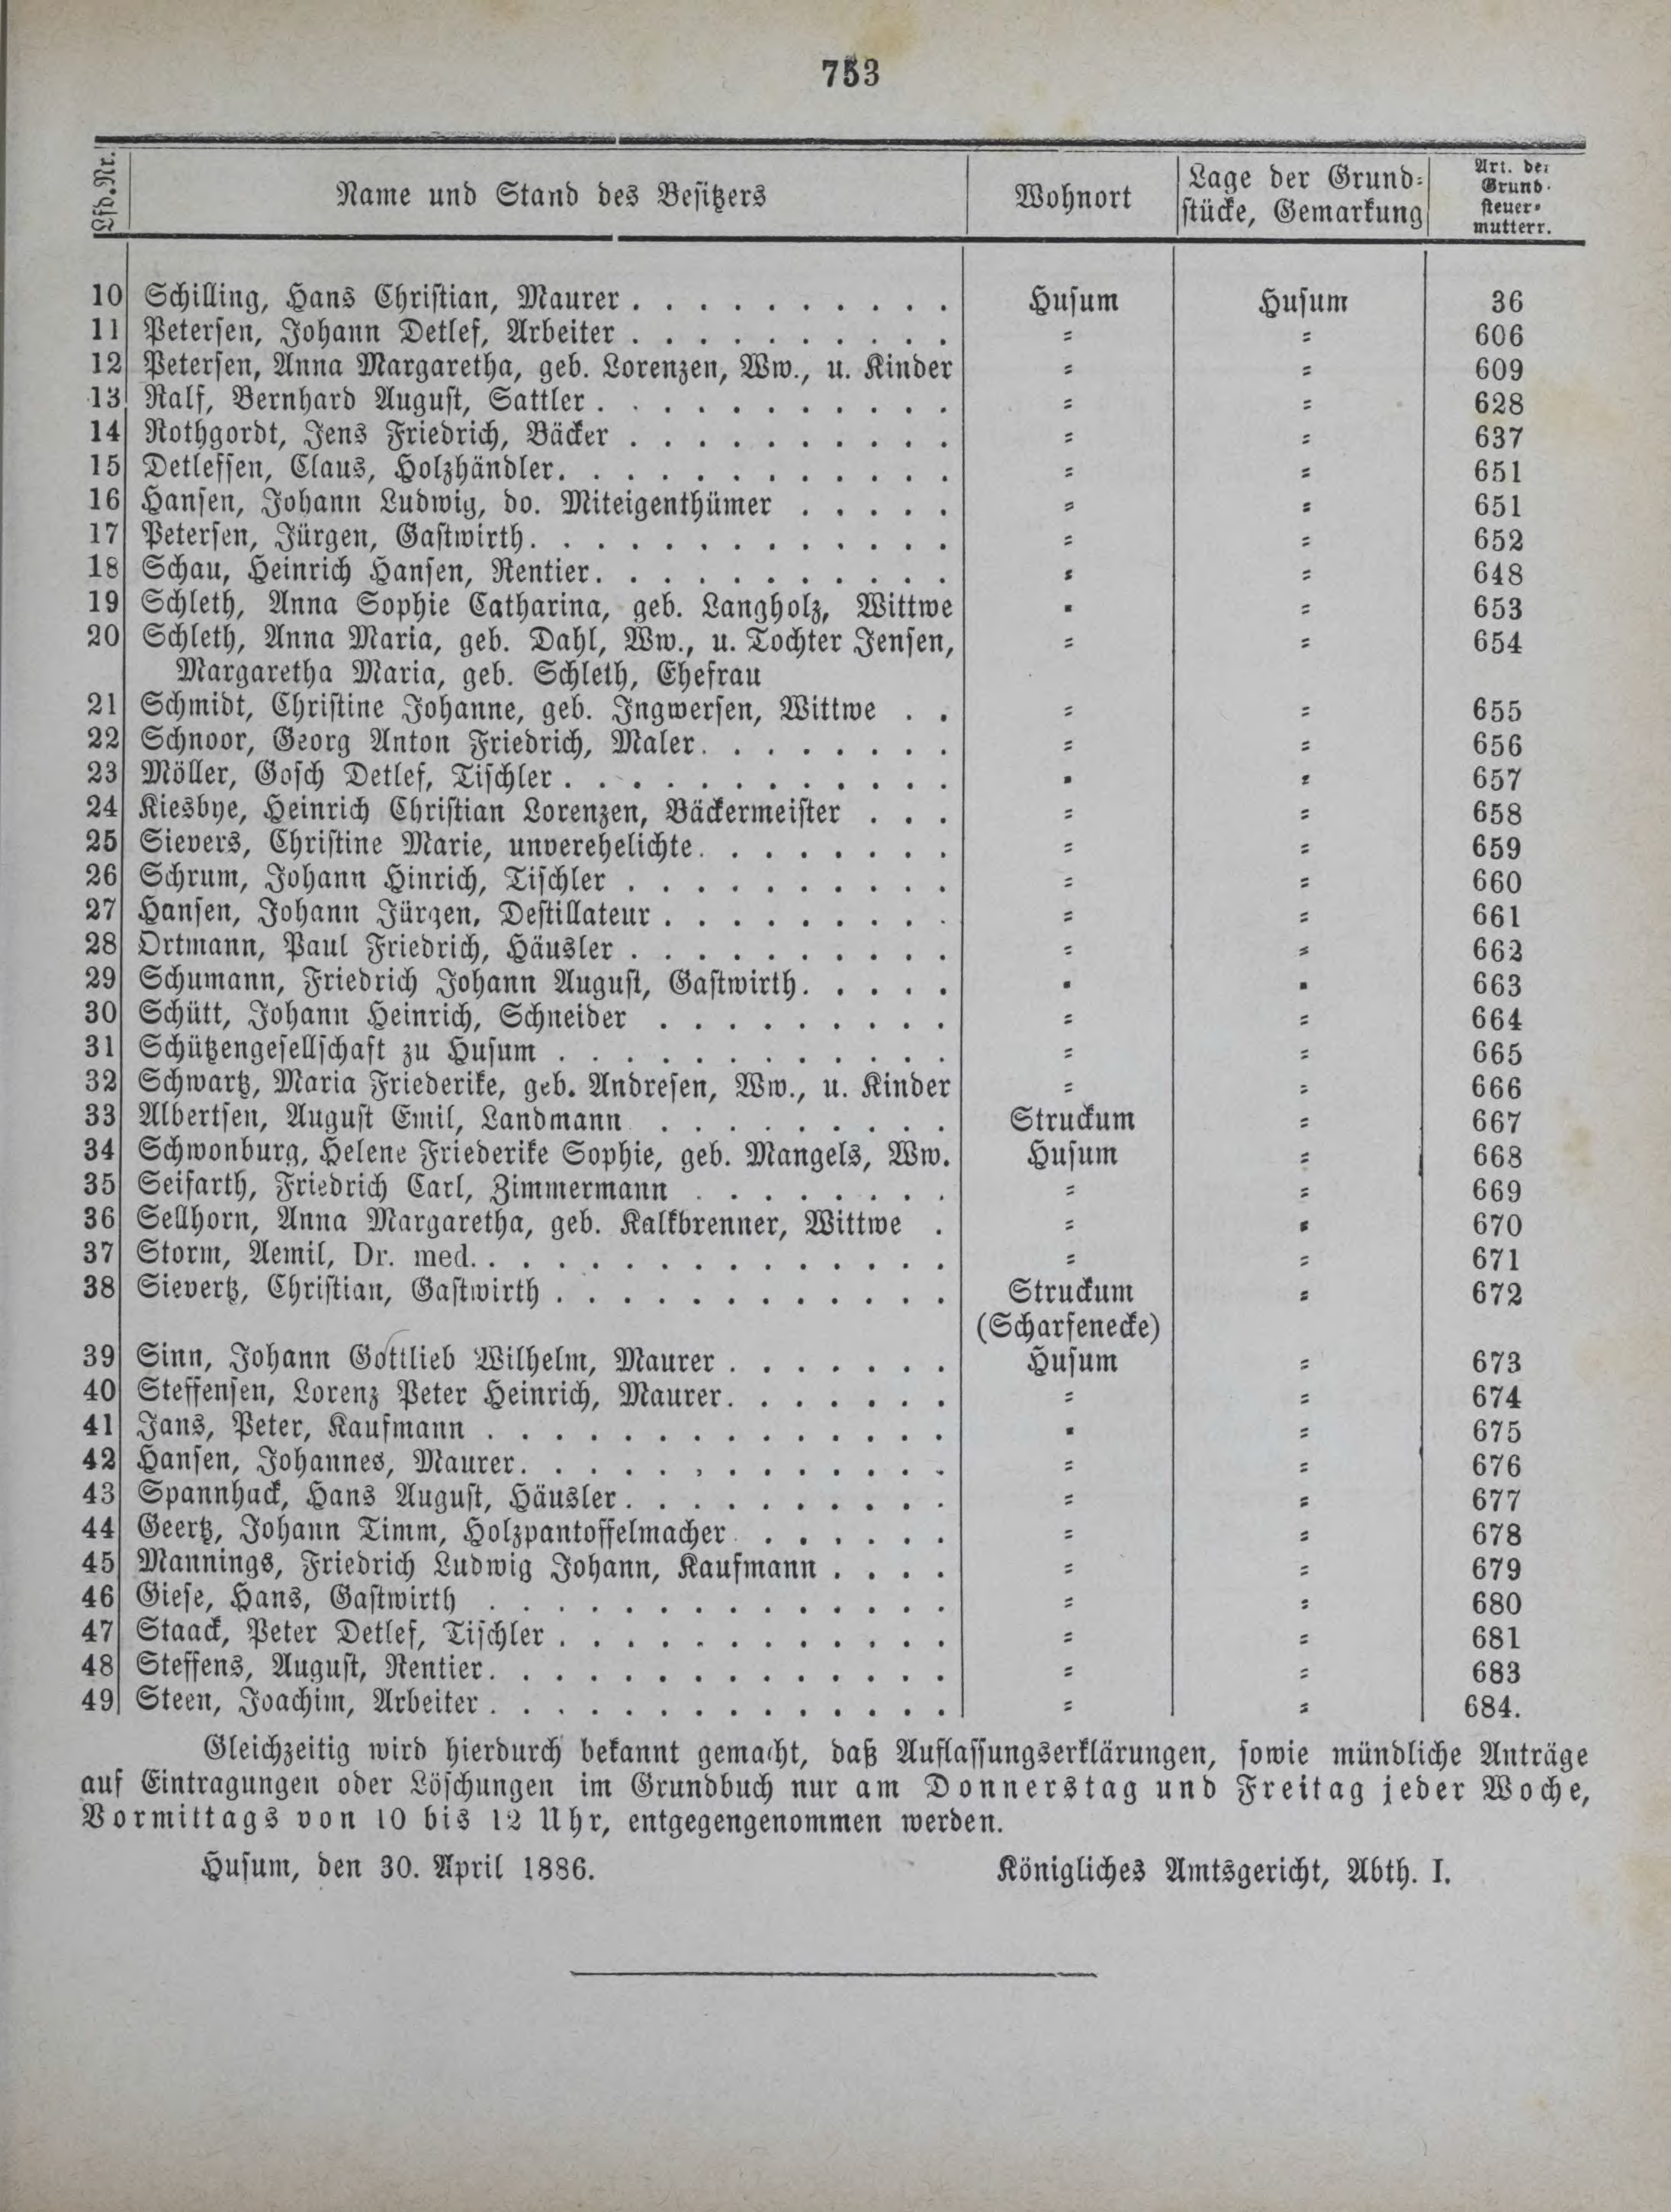 753
Lfd. Nr. Name und Stand des Besitzers Wohnort Lage der Grund= Art. der
stücke, Gemarkung Grund=
steuer=
mutterr.
10 Schilling, Hans Christian, Maurer . . . . . . . . . . Husum Husum 36
11 Petersen, Johann Detlef, Arbeiter . . . . . . . . . . = = 606
12 Petersen, Anna Margaretha, geb. Lorenzen, Ww., u. Kinder = = 609
13 Ralf, Bernhard August, Sattler . . . . . . . . . . . = = 628
14 Rothgordt, Jens Friedrich, Bäcker . . . . . . . . . . = = 637
15 Detleffen, Claus, Holzhändler. . . . . . . . . . . . = = 651
16 Hansen, Johann Ludwig, do. Miteigenthümer . . . . . = = 651
17 Petersen, Jürgen, Gastwirth. . . . . . . . . . . . . = = 652
18 Schau, Heinrich Hansen, Rentier. . . . . . . . . . . = = 648
19 Schleth, Anna Sophie Catharina, geb. Langholz, Wittwe = = 653
20 Schleth, Anna Maria, geb. Dahl, Ww., u. Tochter Jensen, = = 654
Margaretha Maria, geb. Schleth, Ehefrau
21 Schmidt, Christine Johanne, geb. Ingwersen, Wittwe . . = = 655
22 Schnoor, Georg Anton Friedrich, Maler. . . . . . . . = = 656
23 Möller, Gosch Detlef, Tischler . . . . . . . . . . . . = = 657
24 Kiesbye, Heinrich Christian Lorenzen, Bäckermeister . . . = = 658
25 Sievers, Christine Marie, unverehelichte. . . . . . . . = = 659
26 Schrum, Johann Hinrich, Tischler . . . . . . . . . . = = 660
27 Hansen, Johann Jürgen, Destillateur . . . . . . . . . = = 661
28 Ortmann, Paul Friedrich, Häusler . . . . . . . . . . = = 662
29 Schumann, Friedrich Johann August, Gastwirth. . . . . = = 663
30 Schütt, Johann Heinrich, Schneider . . . . . . . . . = = 664
31 Schützengesellschaft zu Husum . . . . . . . . . . . . = = 665
32 Schwartz, Maria Friederike, geb. Andresen, Ww., u. Kinder = = 666
33 Albertsen, August Emil, Landmann . . . . . . . . . Struckum = 667
34 Schwonburg, Helene Friederike Sophie, geb. Mangels, Ww. Husum = 668
35 Seifarth, Friedrich Carl, Zimmermann . . . . . . . . = = 669
36 Sellhorn, Anna Margaretha, geb. Kalkbrenner, Wittwe . = = 670
37 Storm, Aemil, Dr. med. . . . . . . . . . . . . . . = = 671
38 Sievertz, Christian, Gastwirth . . . . . . . . . . . . Struckum = 672
(Scharfenecke)
39 Sinn, Johann Gottlieb Wilhelm, Maurer . . . . . . . Husum = 673
40 Steffensen, Lorenz Peter Heinrich, Maurer. . . . . . . = = 674
41 Jans, Peter, Kaufmann . . . . . . . . . . . . . . = = 675
42 Hansen, Johannes, Maurer. . . . . . . . . . . . . = = 676
43 Spannhack, Hans August, Häusler. . . . . . . . . . = = 677
44 Geertz, Johann Timm, Holzpantoffelmacher . . . . . . . = = 678
45 Mannings, Friedrich Ludwig Johann, Kaufmann . . . . = = 679
46 Giese, Hans, Gastwirth . . . . . . . . . . . . . . = = 680
47 Staack, Peter Detlef, Tischler . . . . . . . . . . . . = = 681
48 Steffens, August, Rentier. . . . . . . . . . . . . . = = 683
49 Steen, Joachim, Arbeiter . . . . . . . . . . . . . . = = 684.
Gleichzeitig wird hierdurch bekannt gemacht, daß Auflassungserklärungen, sowie mündliche Anträge
auf Eintragungen oder Löschungen im Grundbuch nur am Donnerstag und Freitag jeder Woche,
Vormittags von 10 bis 12 Uhr, entgegengenommen werden.
Husum, den 30. April 1886. Königliches Amtsgericht, Abth. I.